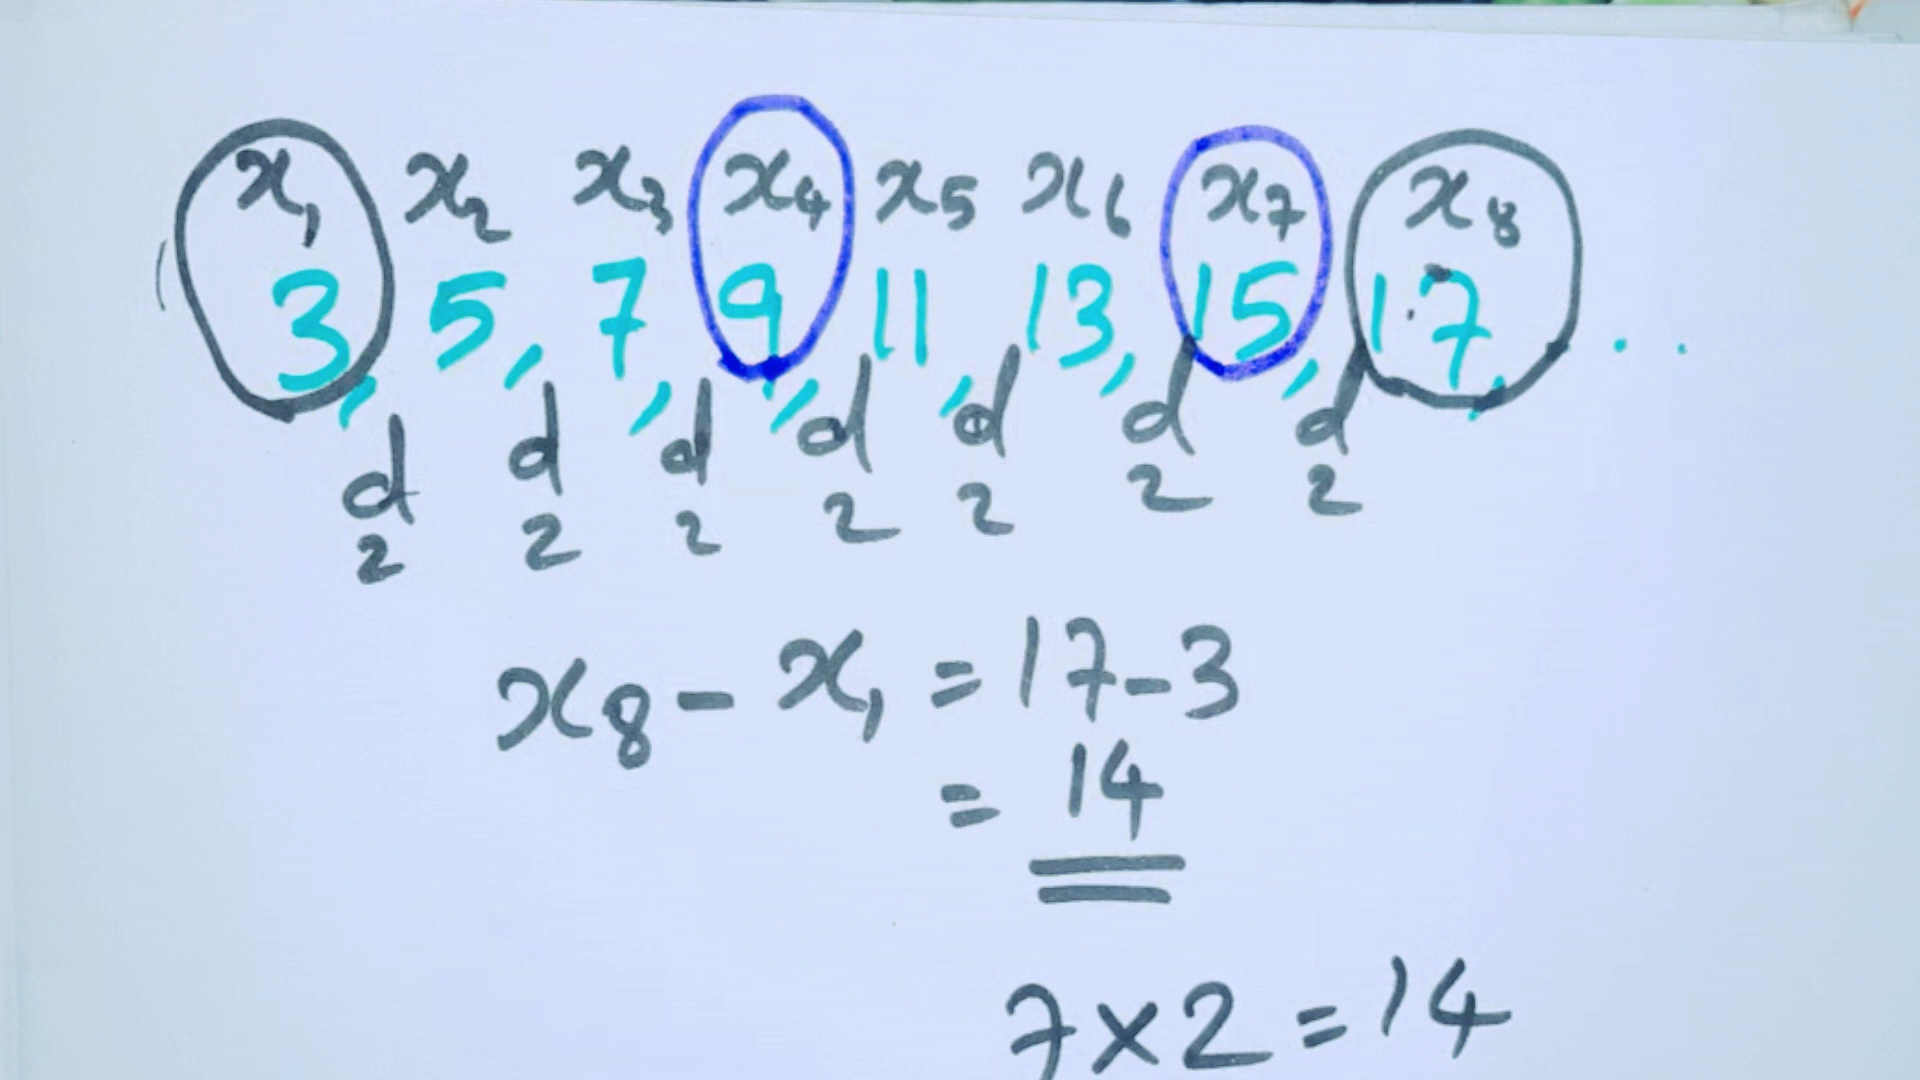 x₁ x₂ x₃ x₄ x₅ x₆ x₇ x₈
3, 5, 7, 9, 11, 13, 15, 17, ..
d d d d d d d
2 2 2 2 2 2 2
x₈ - x₁ = 17-3
= 14
7×2=14